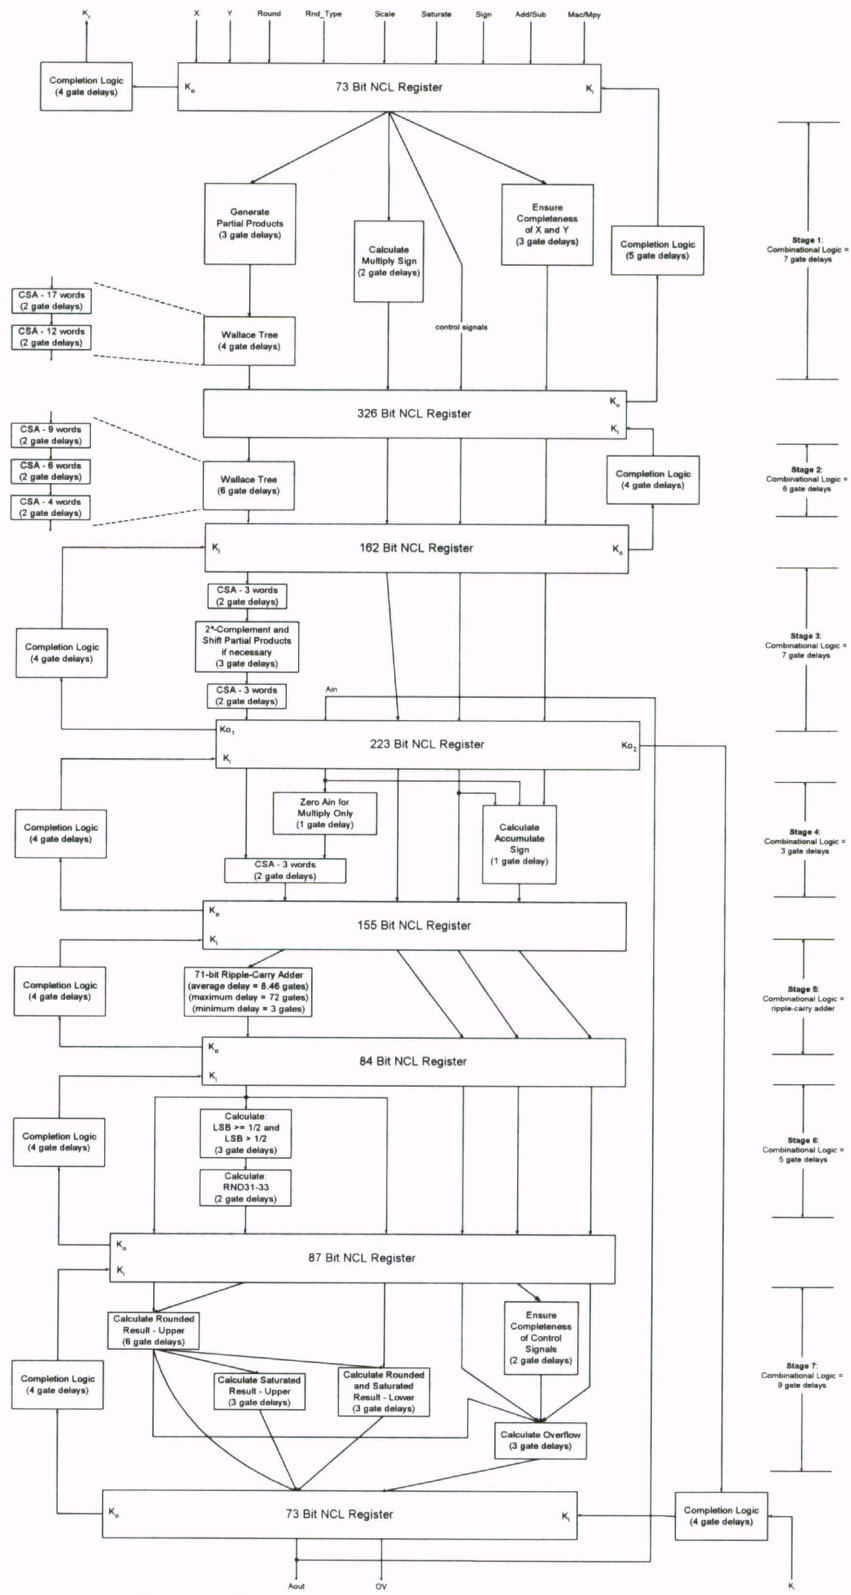 Kₒ
X Y Round Rnd_Type Scale Saturate Sign Add/Sub Mac/Mpy
Completion Logic
(4 gate delays)
Kₒ 73 Bit NCL Register Kᵢ
Generate
Partial Products
(3 gate delays)
Calculate
Multiply Sign
(2 gate delays)
Ensure
Completeness
of X and Y
(3 gate delays)
Completion Logic
(5 gate delays)
Stage 1:
Combinational Logic =
7 gate delays
CSA - 17 words
(2 gate delays)
CSA - 12 words
(2 gate delays)
Wallace Tree
(4 gate delays)
control signals
326 Bit NCL Register
Kₒ
Kᵢ
CSA - 9 words
(2 gate delays)
CSA - 6 words
(2 gate delays)
CSA - 4 words
(2 gate delays)
Wallace Tree
(6 gate delays)
Completion Logic
(4 gate delays)
Stage 2:
Combinational Logic =
6 gate delays
Kᵢ 162 Bit NCL Register Kₒ
CSA - 3 words
(2 gate delays)
2ˢ-Complement and
Shift Partial Products
if necessary
(3 gate delays)
CSA - 3 words
(2 gate delays)
Completion Logic
(4 gate delays)
Stage 3:
Combinational Logic =
7 gate delays
Ain
Ko₁
223 Bit NCL Register Ko₂
Kᵢ
Zero Ain for
Multiply Only
(1 gate delay)
Calculate
Accumulate
Sign
(1 gate delay)
CSA - 3 words
(2 gate delays)
Completion Logic
(4 gate delays)
Stage 4:
Combinational Logic =
3 gate delays
Kₒ
155 Bit NCL Register
Kᵢ
71-bit Ripple-Carry Adder
(average delay = 8.46 gates)
(maximum delay = 72 gates)
(minimum delay = 3 gates)
Completion Logic
(4 gate delays)
Stage 5:
Combinational Logic =
ripple-carry adder
Kₒ
84 Bit NCL Register
Kᵢ
Calculate:
LSB >= 1/2 and
LSB > 1/2
(3 gate delays)
Calculate:
RND31-33
(2 gate delays)
Completion Logic
(4 gate delays)
Stage 6:
Combinational Logic =
5 gate delays
Kₒ
87 Bit NCL Register
Kᵢ
Calculate Rounded
Result - Upper
(6 gate delays)
Ensure
Completeness
of Control
Signals
(2 gate delays)
Calculate Saturated
Result - Upper
(3 gate delays)
Calculate Rounded
and Saturated
Result - Lower
(3 gate delays)
Calculate Overflow
(3 gate delays)
Completion Logic
(4 gate delays)
Stage 7:
Combinational Logic =
9 gate delays
Kₒ 73 Bit NCL Register Kᵢ
Completion Logic
(4 gate delays)
Aout OV Kᵢ